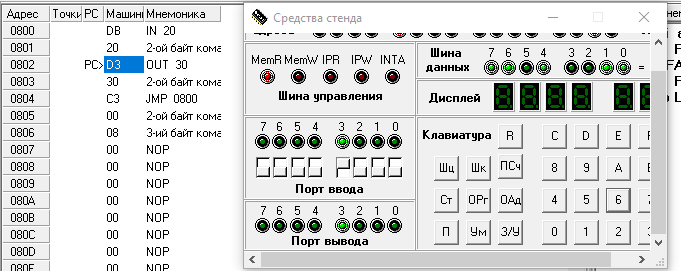 Адрес Точки PC Машин Мнемоника
0800 DB IN 20
0801 20 2-ой байт кома
0802 PC> D3 OUT 30
0803 30 2-ой байт кома
0804 C3 JMP 0800
0805 00 2-ой байт кома
0806 08 3-ий байт кома
0807 00 NOP
0808 00 NOP
0809 00 NOP
080A 00 NOP
080B 00 NOP
080C 00 NOP
080D 00 NOP
080E 00 NOP
Средства стенда
MemR MemW IPR IPW INTA
Шина управления
Шина данных
7 6 5 4 3 2 1 0 =
Дисплей
7 6 5 4 3 2 1 0
Порт ввода
7 6 5 4 3 2 1 0
Порт вывода
Клавиатура R C D E F
Шц Шк ПСч 8 9 A
Ст ОРг ОАд 4 5 6 7
П Ум З/У 0 1 2 3